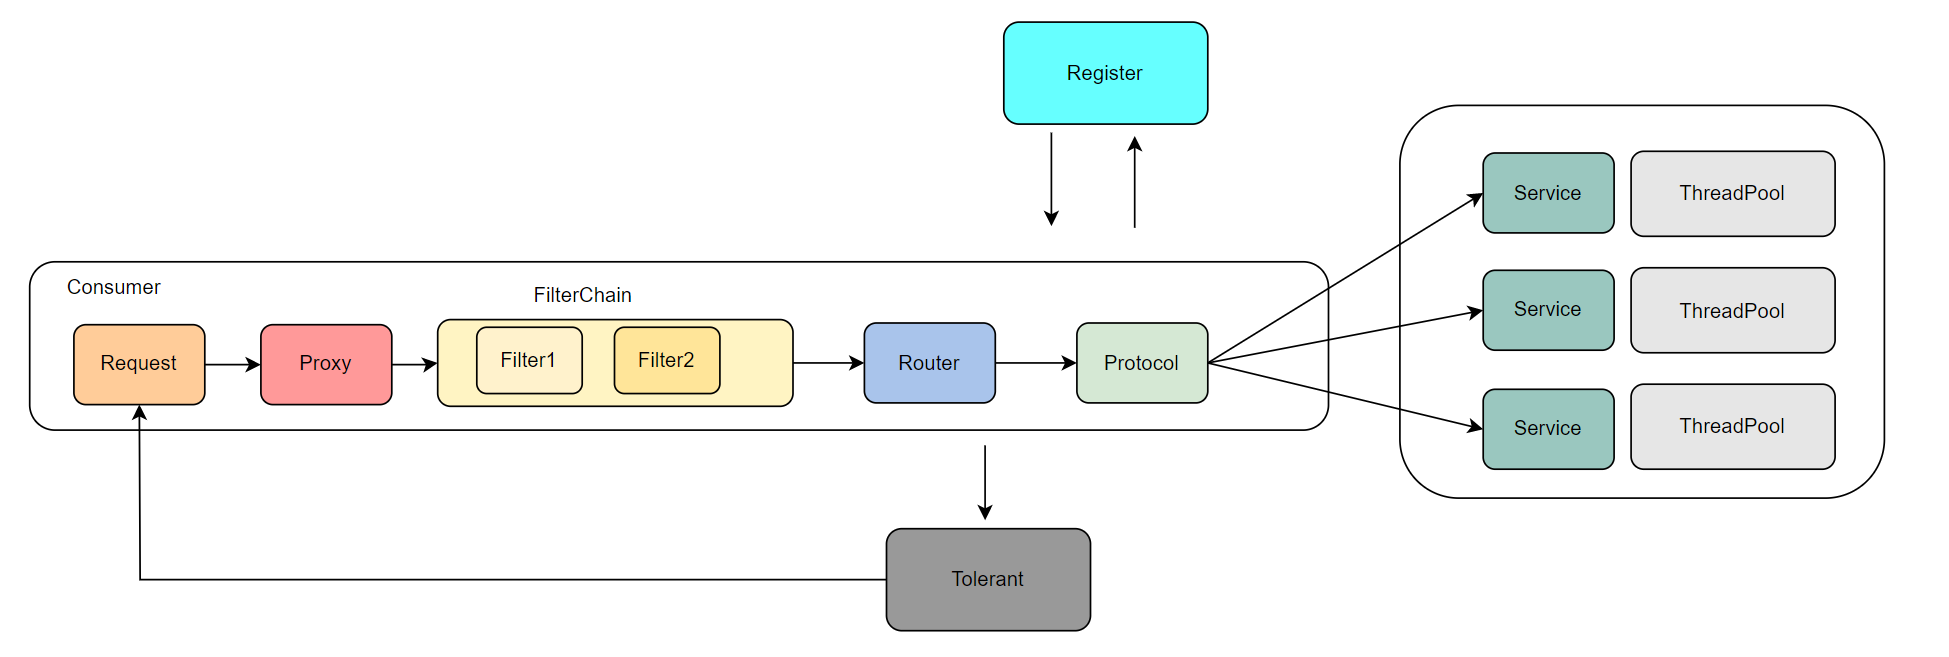 Register
Consumer
FilterChain
Request
Proxy
Filter1
Filter2
Router
Protocol
Service
ThreadPool
Service
ThreadPool
Service
ThreadPool
Tolerant